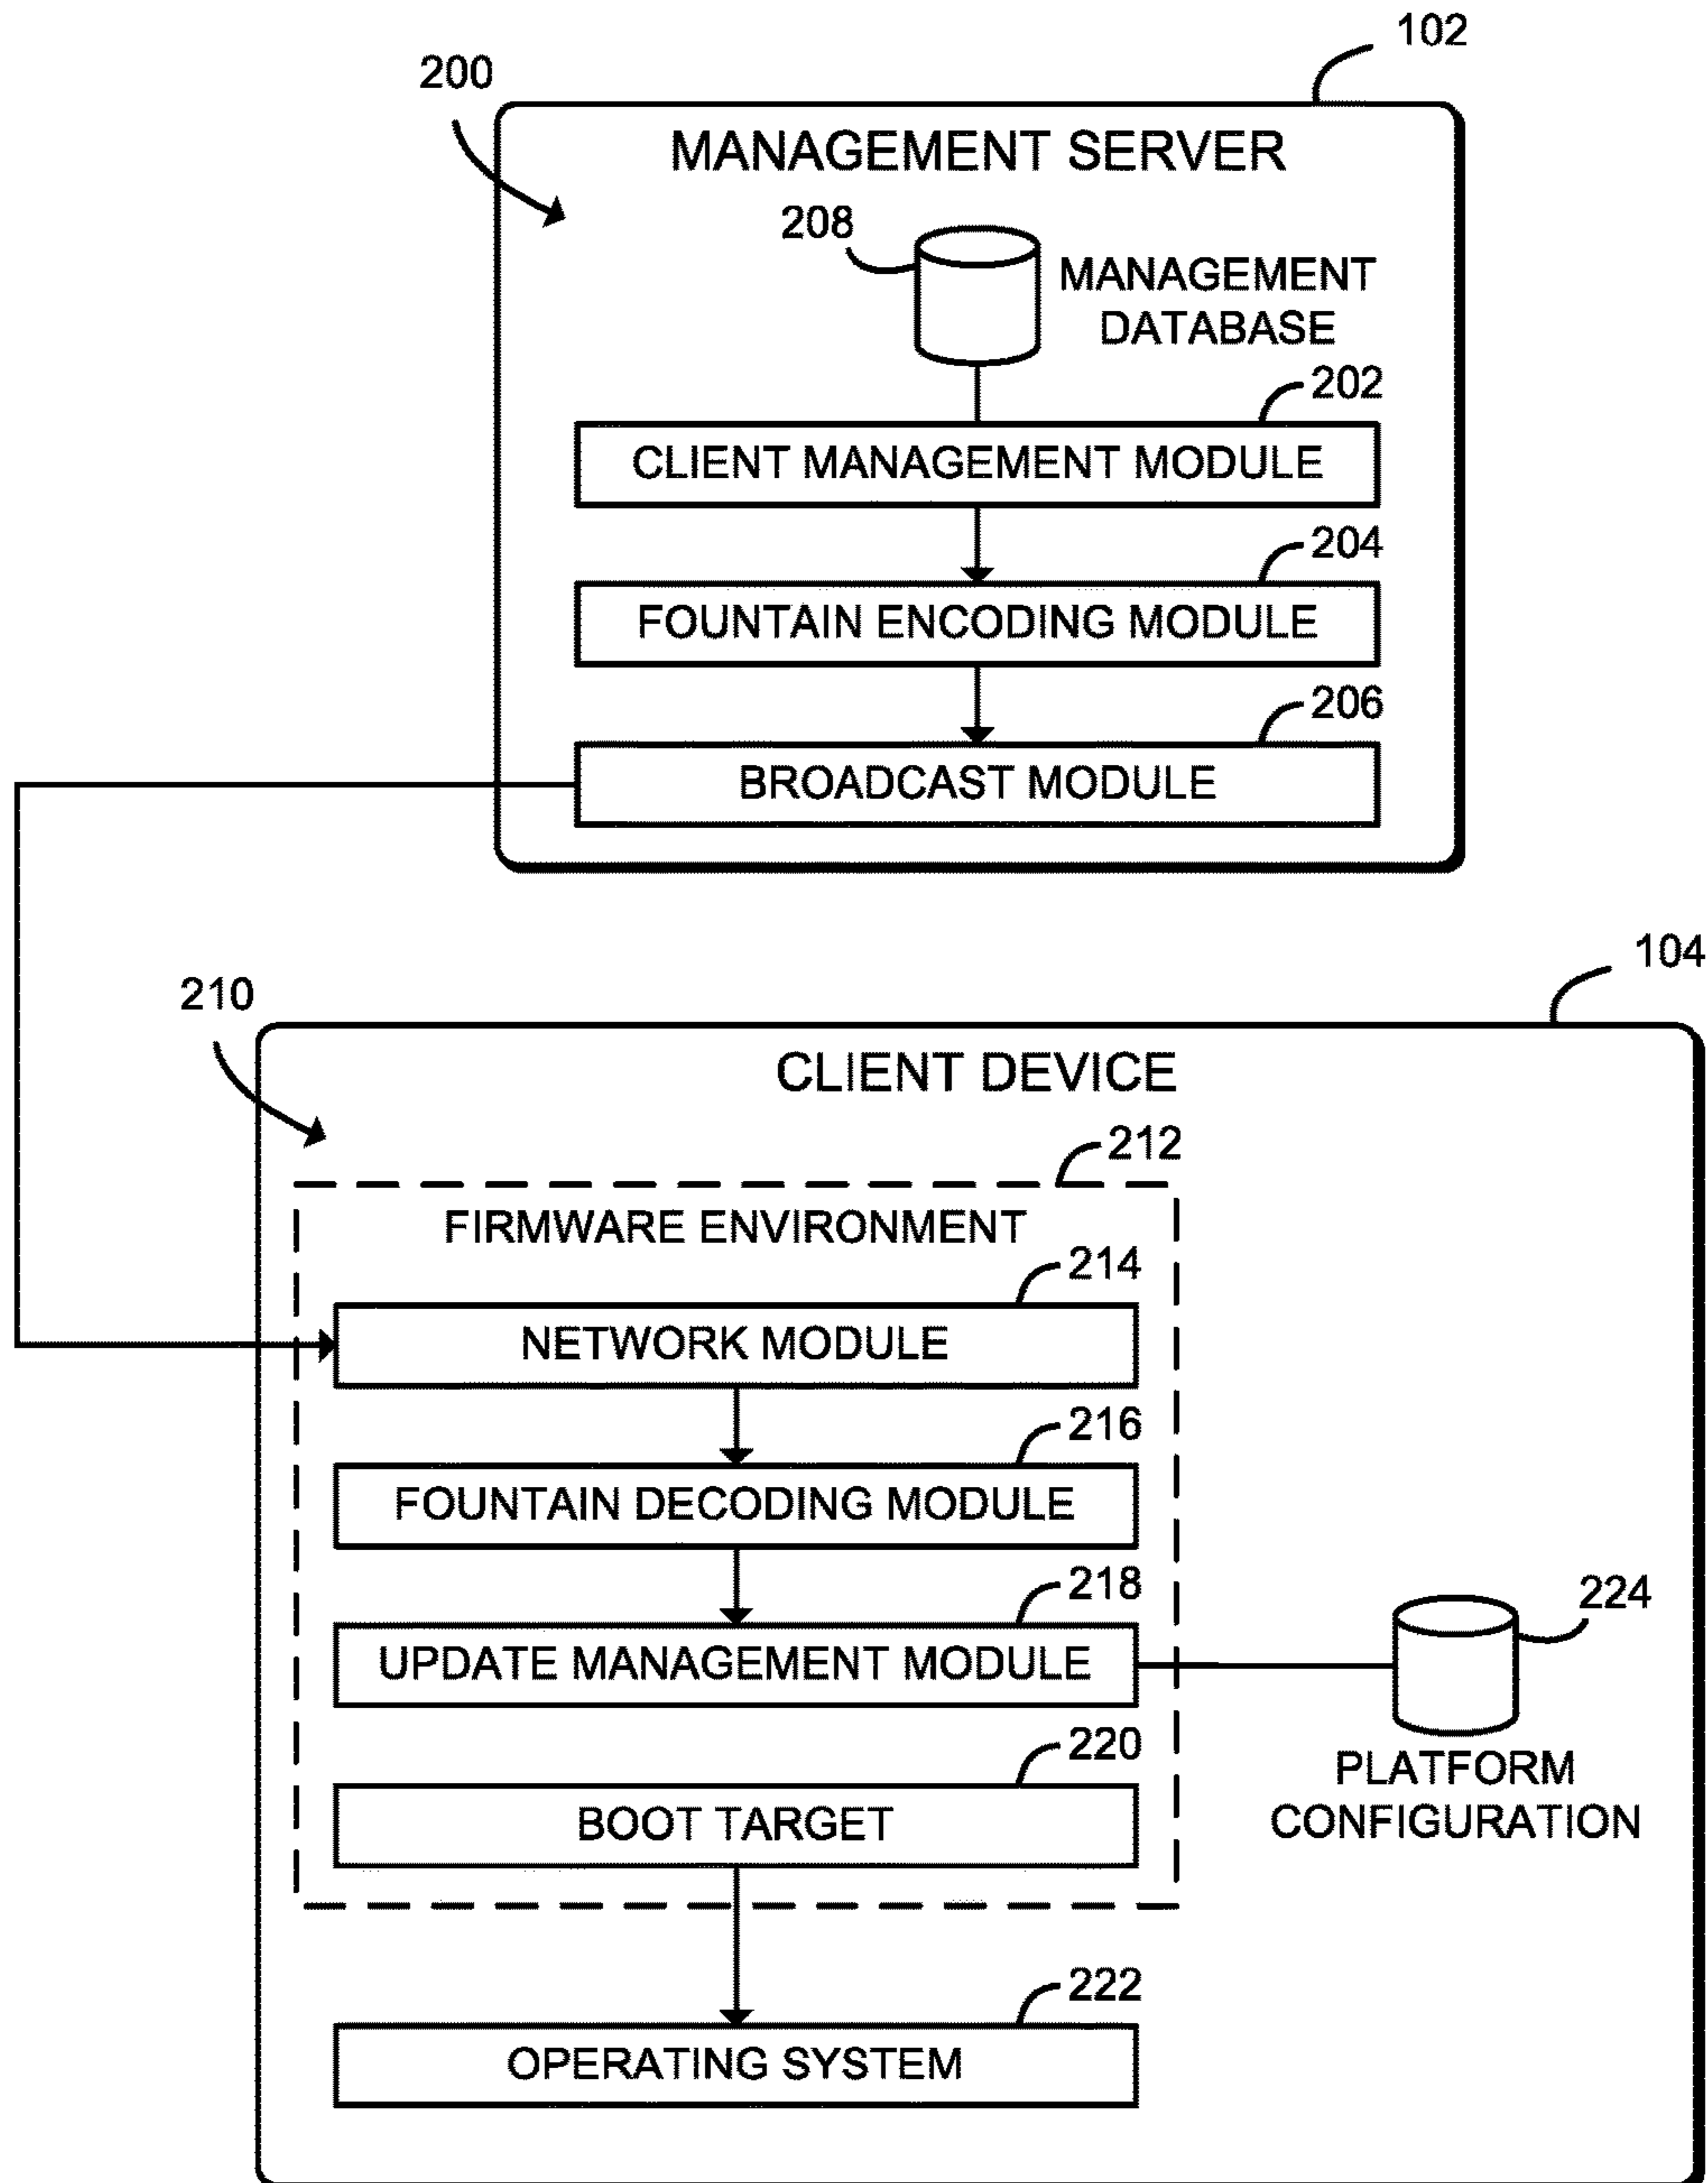 102
200
MANAGEMENT SERVER
208
MANAGEMENT
DATABASE
202
CLIENT MANAGEMENT MODULE
204
FOUNTAIN ENCODING MODULE
206
BROADCAST MODULE
104
210
CLIENT DEVICE
212
FIRMWARE ENVIRONMENT
214
NETWORK MODULE
216
FOUNTAIN DECODING MODULE
218
UPDATE MANAGEMENT MODULE
224
PLATFORM
CONFIGURATION
220
BOOT TARGET
222
OPERATING SYSTEM